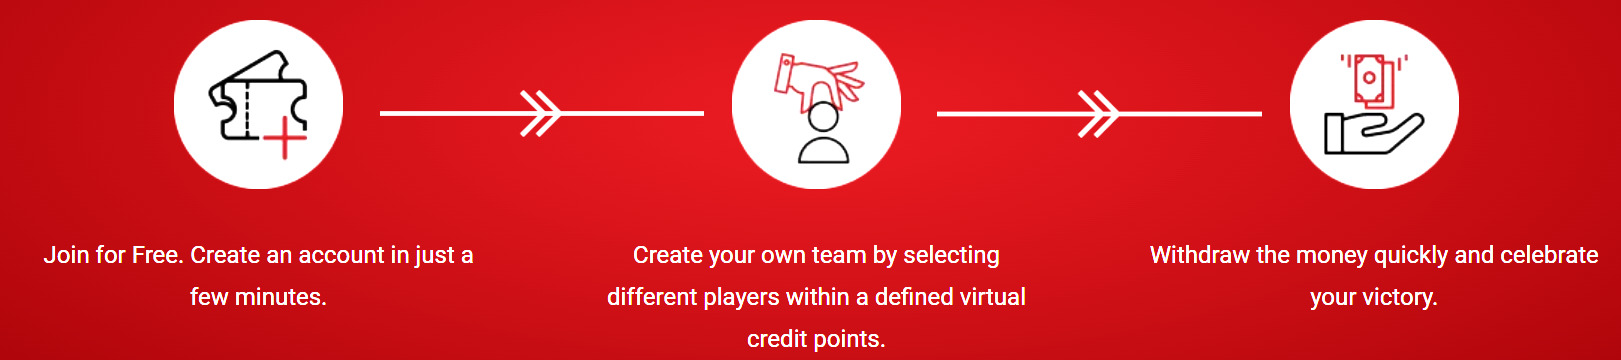 Join for Free. Create an account in just a
few minutes.
Create your own team by selecting
different players within a defined virtual
credit points.
Withdraw the money quickly and celebrate
your victory.